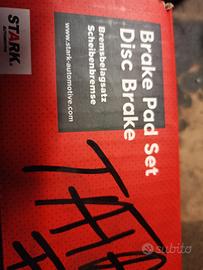 STARK.
Brake Pad Set
Disc Brake
Bremsbelagsatz
Scheibenbremse
www.stark-automotive.com
subito